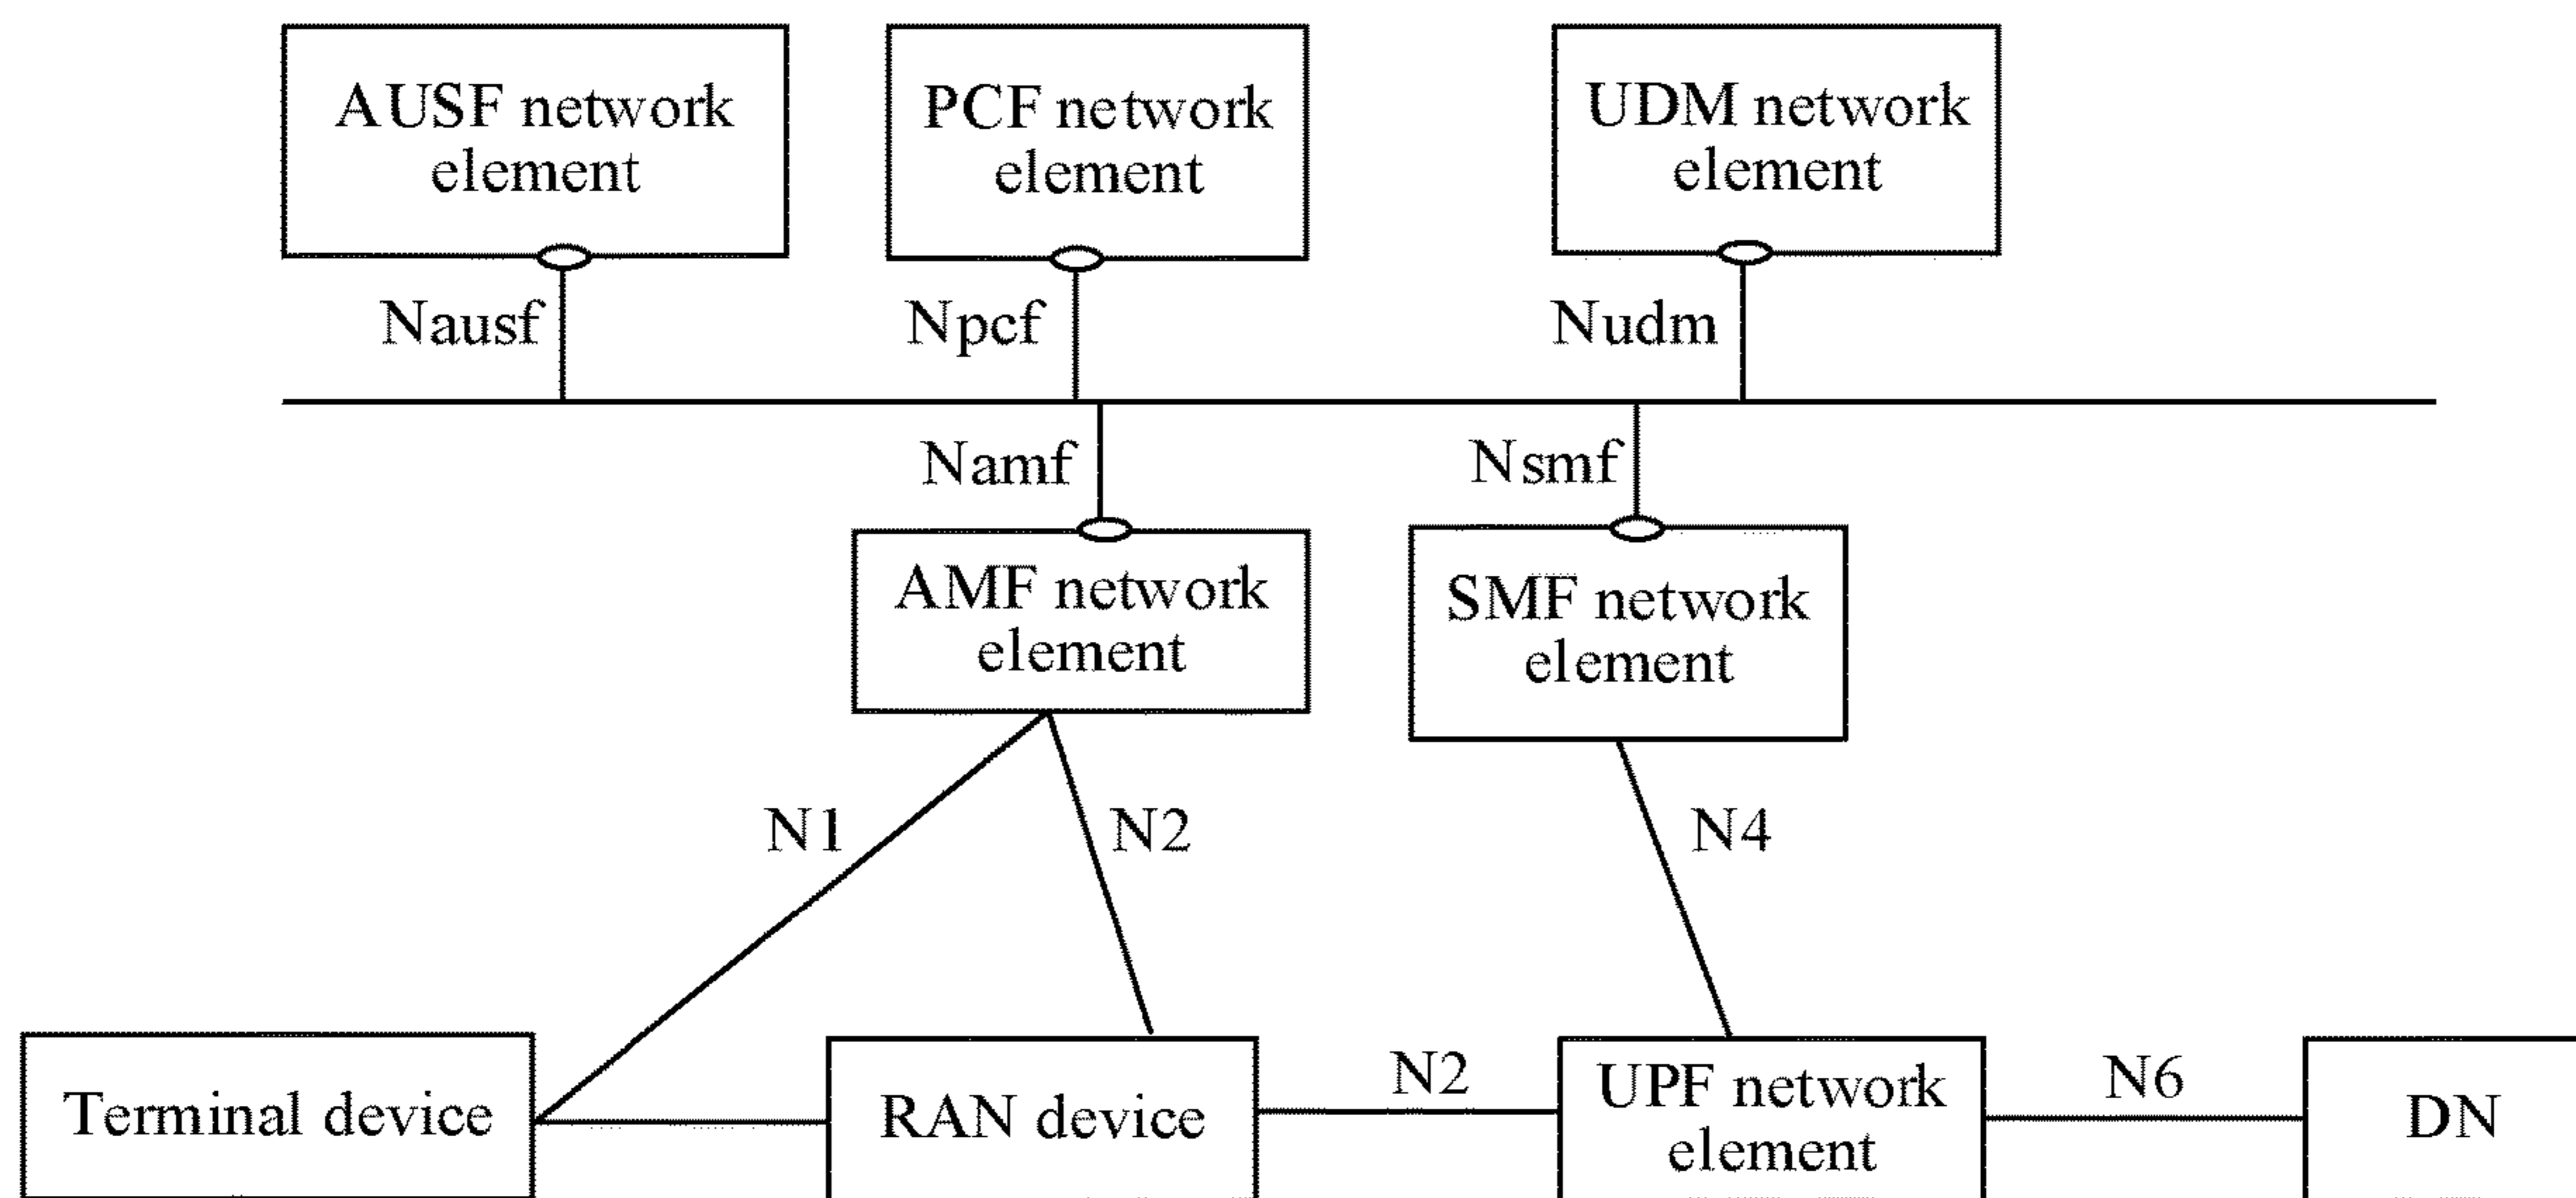 AUSF network
element
PCF network
element
UDM network
element
Nausf
Npcf
Nudm
Namf
Nsmf
AMF network
element
SMF network
element
N1
N2
N4
Terminal device
RAN device
N2
UPF network
element
N6
DN